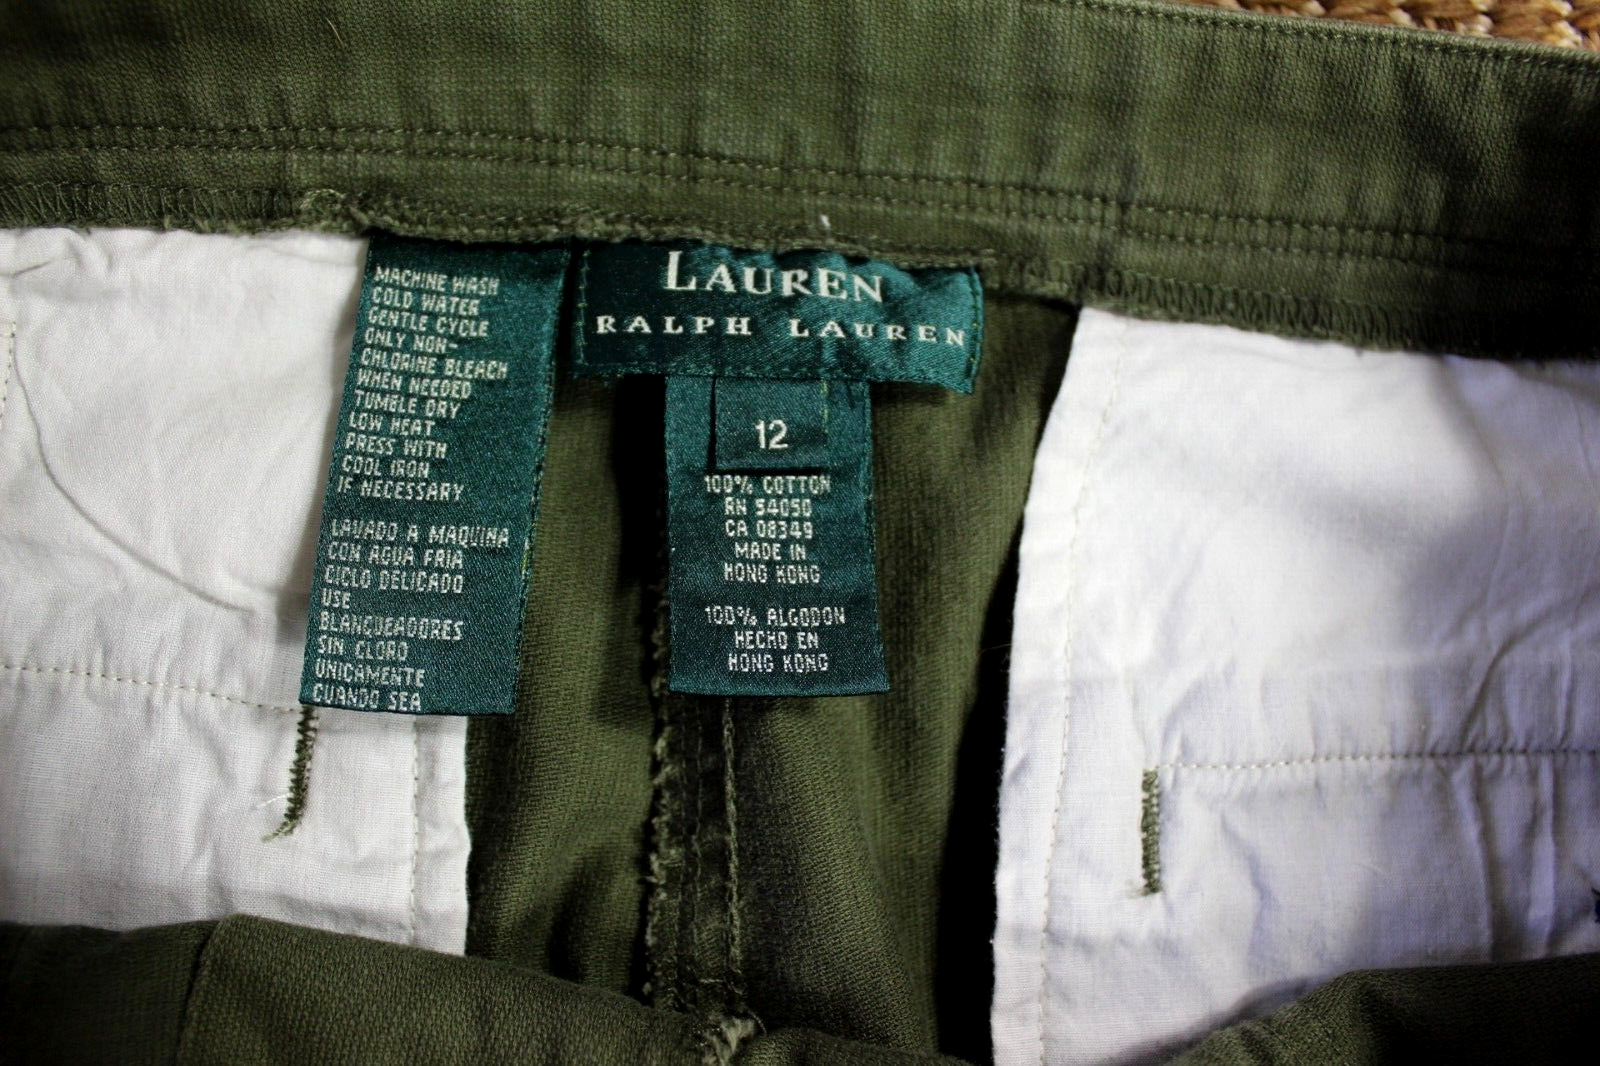 MACHINE WASH
COLD WATER
GENTLE CYCLE
ONLY NON-
CHLORINE BLEACH
WHEN NEEDED
TUMBLE DRY
LOW HEAT
PRESS WITH
COOL IRON
IF NECESSARY
LAVADO A MAQUINA
CON AGUA FRIA
CICLO DELICADO
USE
BLANQUEADORES
SIN CLORO
UNICAMENTE
CUANDO SEA
LAUREN
RALPH LAUREN
12
100% COTTON
RN 54050
CA 08349
MADE IN
HONG KONG
100% ALGODON
HECHO EN
HONG KONG